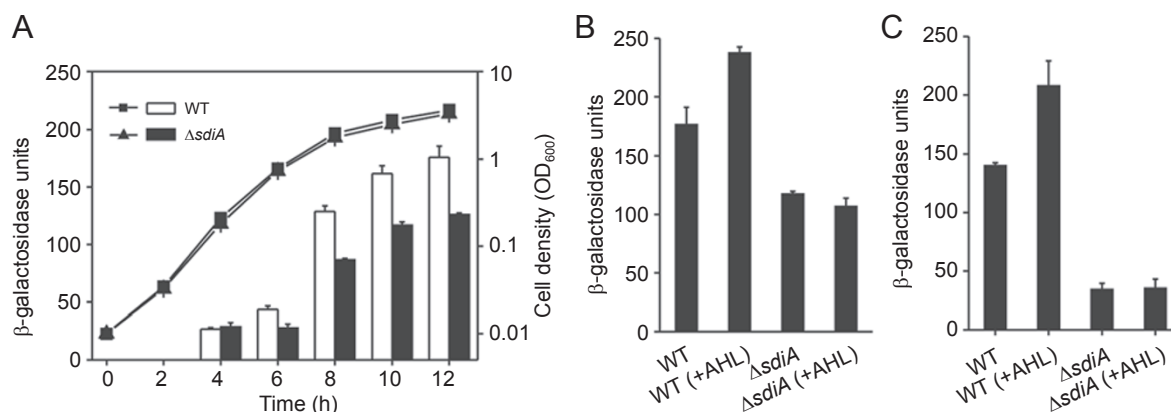 A
β-galactosidase units
250
200
150
100
50
0
WT
ΔsdiA
10
1
0.1
0.01
Cell density (OD600)
0 2 4 6 8 10 12
Time (h)
B
β-galactosidase units
250
200
150
100
50
0
WT
WT (+AHL)
ΔsdiA
ΔsdiA (+AHL)
C
β-galactosidase units
250
200
150
100
50
0
WT
WT (+AHL)
ΔsdiA
ΔsdiA (+AHL)